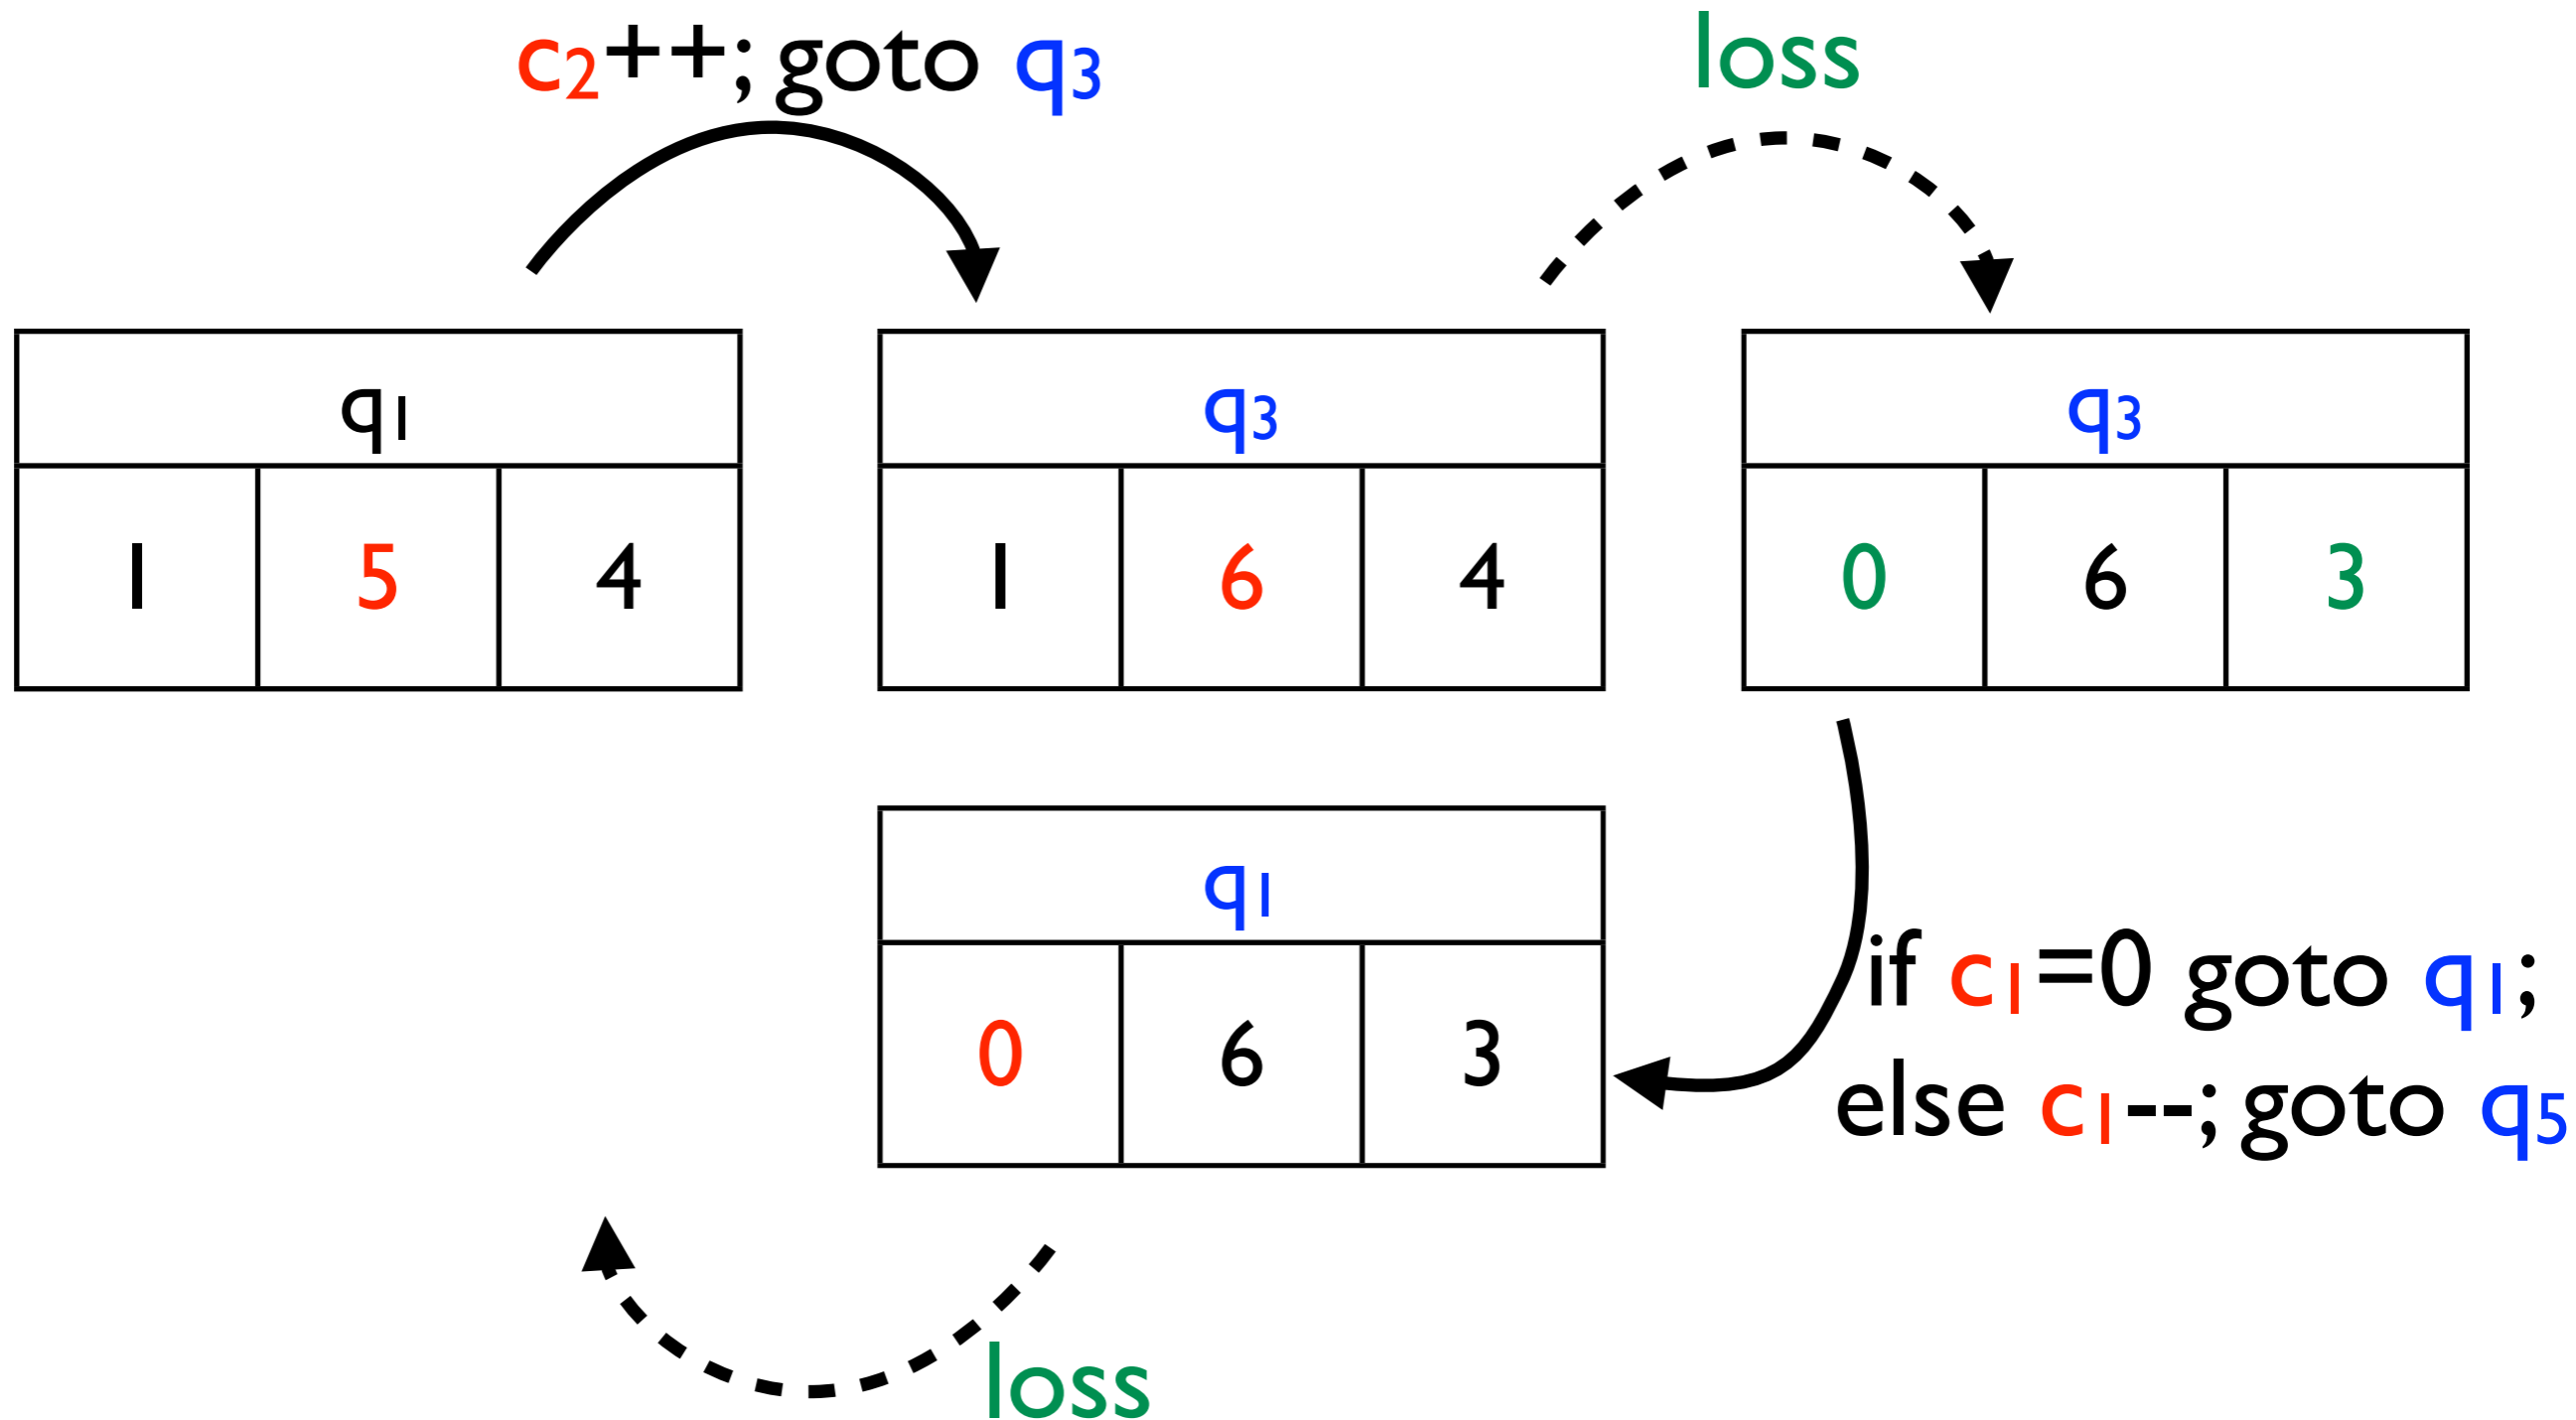 c₂++; goto q₃
loss
q₁
q₃
q₃
1 5 4
1 6 4
0 6 3
q₁
0 6 3
if c₁=0 goto q₁;
else c₁--; goto q₅
loss